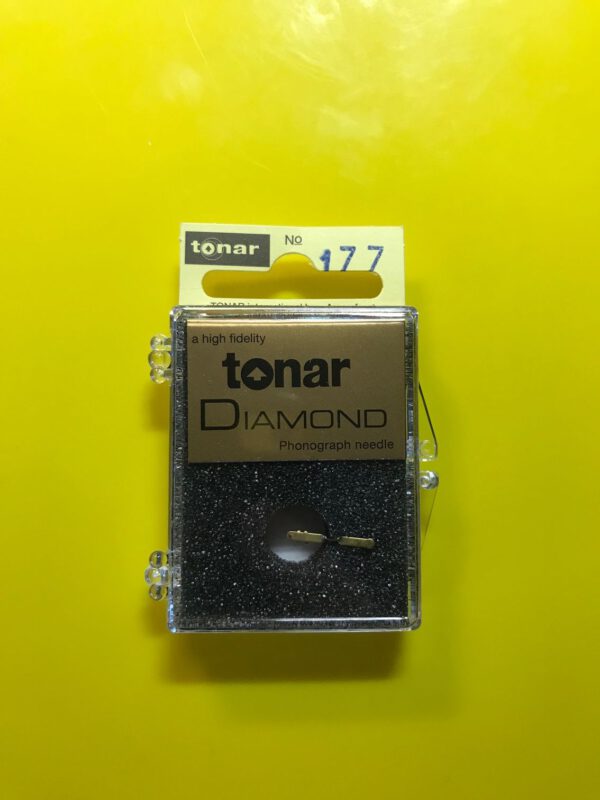 tonar
No
177
a high fidelity
tonar
DIAMOND
Phonograph needle